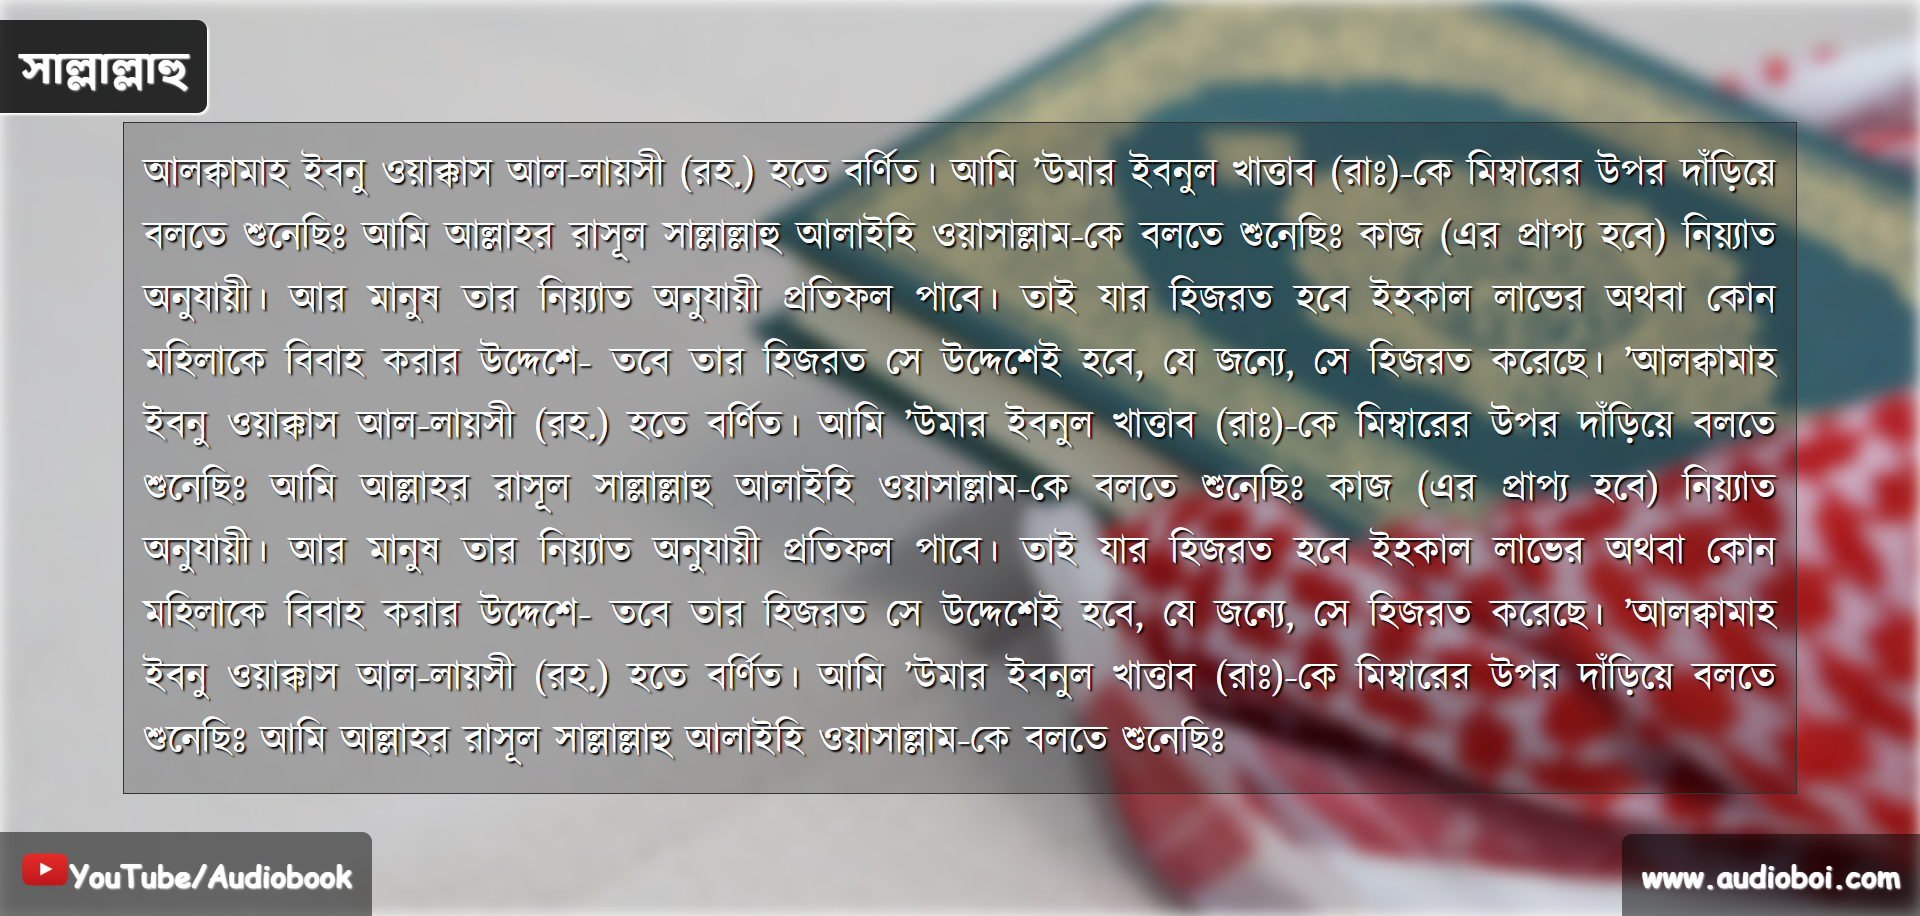 সাল্লাল্লাহু
আলক্বামাহ ইবনু ওয়াক্কাস আল-লায়সী (রহ.) হতে বর্ণিত। আমি ’উমার ইবনুল খাত্তাব (রাঃ)-কে মিম্বারের উপর দাঁড়িয়ে
বলতে শুনেছিঃ আমি আল্লাহর রাসূল সাল্লাল্লাহু আলাইহি ওয়াসাল্লাম-কে বলতে শুনেছিঃ কাজ (এর প্রাপ্য হবে) নিয়্যাত
অনুযায়ী। আর মানুষ তার নিয়্যাত অনুযায়ী প্রতিফল পাবে। তাই যার হিজরত হবে ইহকাল লাভের অথবা কোন
মহিলাকে বিবাহ করার উদ্দেশে- তবে তার হিজরত সে উদ্দেশেই হবে, যে জন্যে, সে হিজরত করেছে। ’আলক্বামাহ
ইবনু ওয়াক্কাস আল-লায়সী (রহ.) হতে বর্ণিত। আমি ’উমার ইবনুল খাত্তাব (রাঃ)-কে মিম্বারের উপর দাঁড়িয়ে বলতে
শুনেছিঃ আমি আল্লাহর রাসূল সাল্লাল্লাহু আলাইহি ওয়াসাল্লাম-কে বলতে শুনেছিঃ কাজ (এর প্রাপ্য হবে) নিয়্যাত
অনুযায়ী। আর মানুষ তার নিয়্যাত অনুযায়ী প্রতিফল পাবে। তাই যার হিজরত হবে ইহকাল লাভের অথবা কোন
মহিলাকে বিবাহ করার উদ্দেশে- তবে তার হিজরত সে উদ্দেশেই হবে, যে জন্যে, সে হিজরত করেছে। ’আলক্বামাহ
ইবনু ওয়াক্কাস আল-লায়সী (রহ.) হতে বর্ণিত। আমি ’উমার ইবনুল খাত্তাব (রাঃ)-কে মিম্বারের উপর দাঁড়িয়ে বলতে
শুনেছিঃ আমি আল্লাহর রাসূল সাল্লাল্লাহু আলাইহি ওয়াসাল্লাম-কে বলতে শুনেছিঃ
YouTube/Audiobook
www.audioboi.com